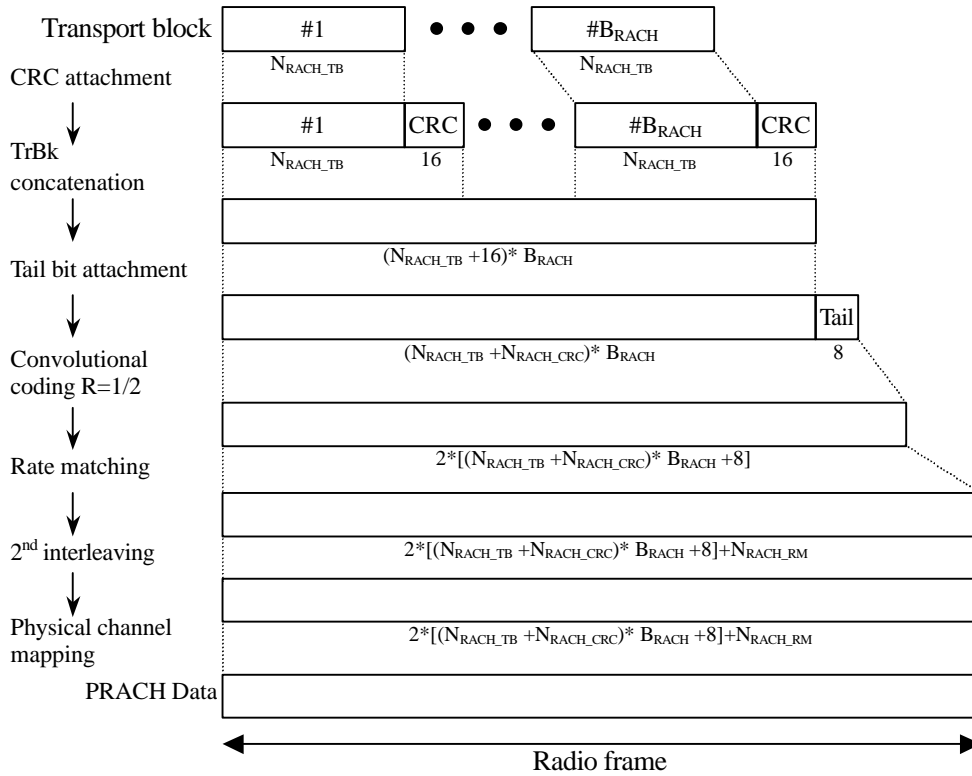 Transport block #1 #B_RACH
N_RACH_TB N_RACH_TB
CRC attachment
#1 CRC #B_RACH CRC
N_RACH_TB 16 N_RACH_TB 16
TrBk
concatenation
(N_RACH_TB +16)* B_RACH
Tail bit attachment
Tail
(N_RACH_TB +N_RACH_CRC)* B_RACH 8
Convolutional
coding R=1/2
2*[(N_RACH_TB +N_RACH_CRC)* B_RACH +8]
Rate matching
2*[(N_RACH_TB +N_RACH_CRC)* B_RACH +8]+N_RACH_RM
2nd interleaving
2*[(N_RACH_TB +N_RACH_CRC)* B_RACH +8]+N_RACH_RM
Physical channel
mapping
PRACH Data
Radio frame